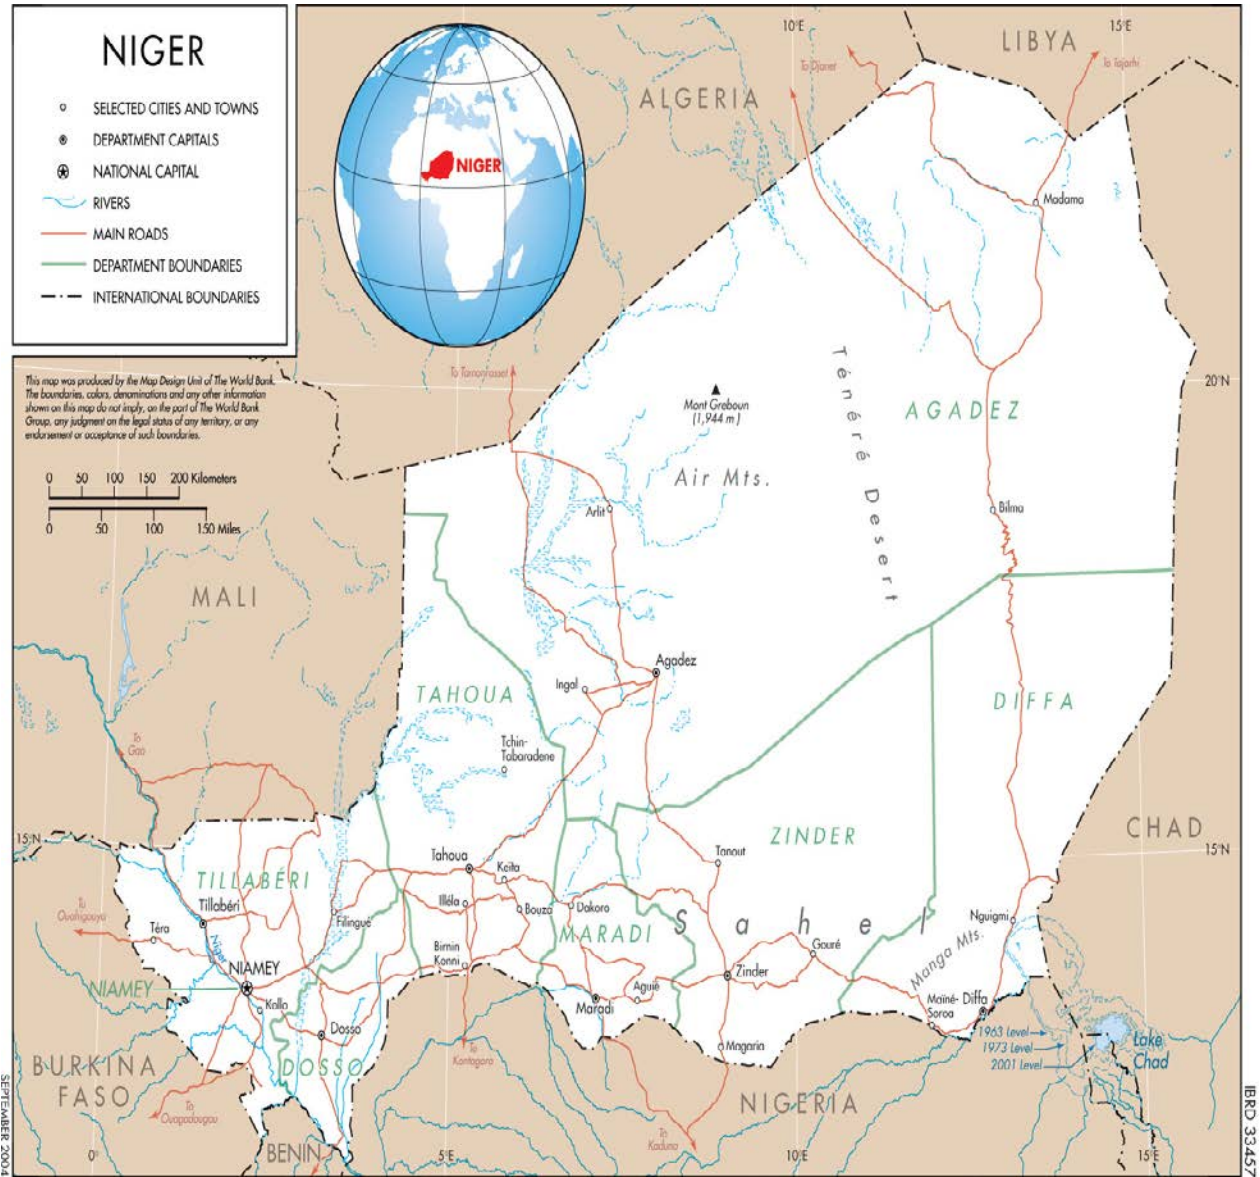 NIGER
SELECTED CITIES AND TOWNS
DEPARTMENT CAPITALS
NATIONAL CAPITAL
RIVERS
MAIN ROADS
DEPARTMENT BOUNDARIES
INTERNATIONAL BOUNDARIES
NIGER
This map was produced by the Map Design Unit of The World Bank.
The boundaries, colors, denominations and any other information
shown on this map do not imply, on the part of The World Bank
Group, any judgment on the legal status of any territory, or any
endorsement or acceptance of such boundaries.
0 50 100 150 200 Kilometers
0 50 100 150 Miles
10°E
15°E
LIBYA
To Djanet
To Tajarhi
ALGERIA
Madama
To Tamanrasset
20°N
Mont Greboun
(1,944 m)
AGADEZ
Ténéré Desert
Air Mts.
Arlit
Bilma
MALI
Agadez
Ingal
TAHOUA
DIFFA
To
Gao
Tchin-
Tabaradene
15°N
ZINDER
CHAD
15°N
Tahoua
Keita
Tanout
TILLABÉRI
Tillabéri
To
Ouahigouya
Téra
Filingué
Illéla
Bouza
Dakoro
MARADI
Sahel
Nguigmi
Niger
Birnin
Konni
Gouré
Manga Mts.
NIAMEY
NIAMEY
Zinder
Aguié
Maradi
Kollo
Dosso
Maïné-
Soroa
Diffa
1963 Level
1973 Level
2001 Level
Lake
Chad
Magaria
DOSSO
To
Kontagora
BURKINA
FASO
To
Ouagadougou
NIGERIA
To
Kaduna
BENIN
0°
5°E
10°E
15°E
SEPTEMBER 2004
IBRD 33457